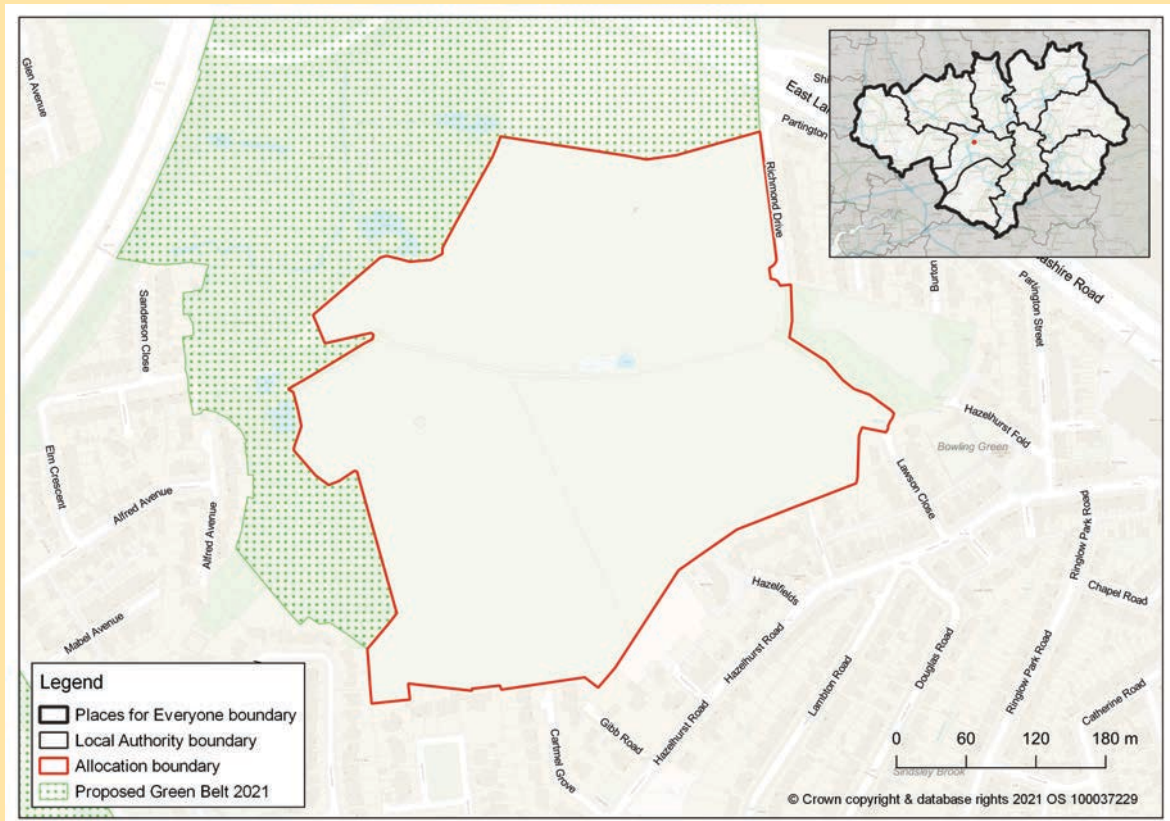 Glen Avenue
East La
Partington
Richmond Drive
ashire Road
Burton
Partington Street
Sanderson Close
Elm Crescent
Alfred Avenue
Alfred Avenue
Mabel Avenue
Hazelhurst Fold
Bowling Green
Lawson Close
Ringlow Park Road
Chapel Road
Hazelfields
Hazelhurst Road
Hazelhurst Road
Lambton Road
Douglas Road
Ringlow Park Road
Catherine Road
Gibb Road
Cartmel Grove
Sindsley Brook
Legend
Places for Everyone boundary
Local Authority boundary
Allocation boundary
Proposed Green Belt 2021
0 60 120 180 m
© Crown copyright & database rights 2021 OS 100037229